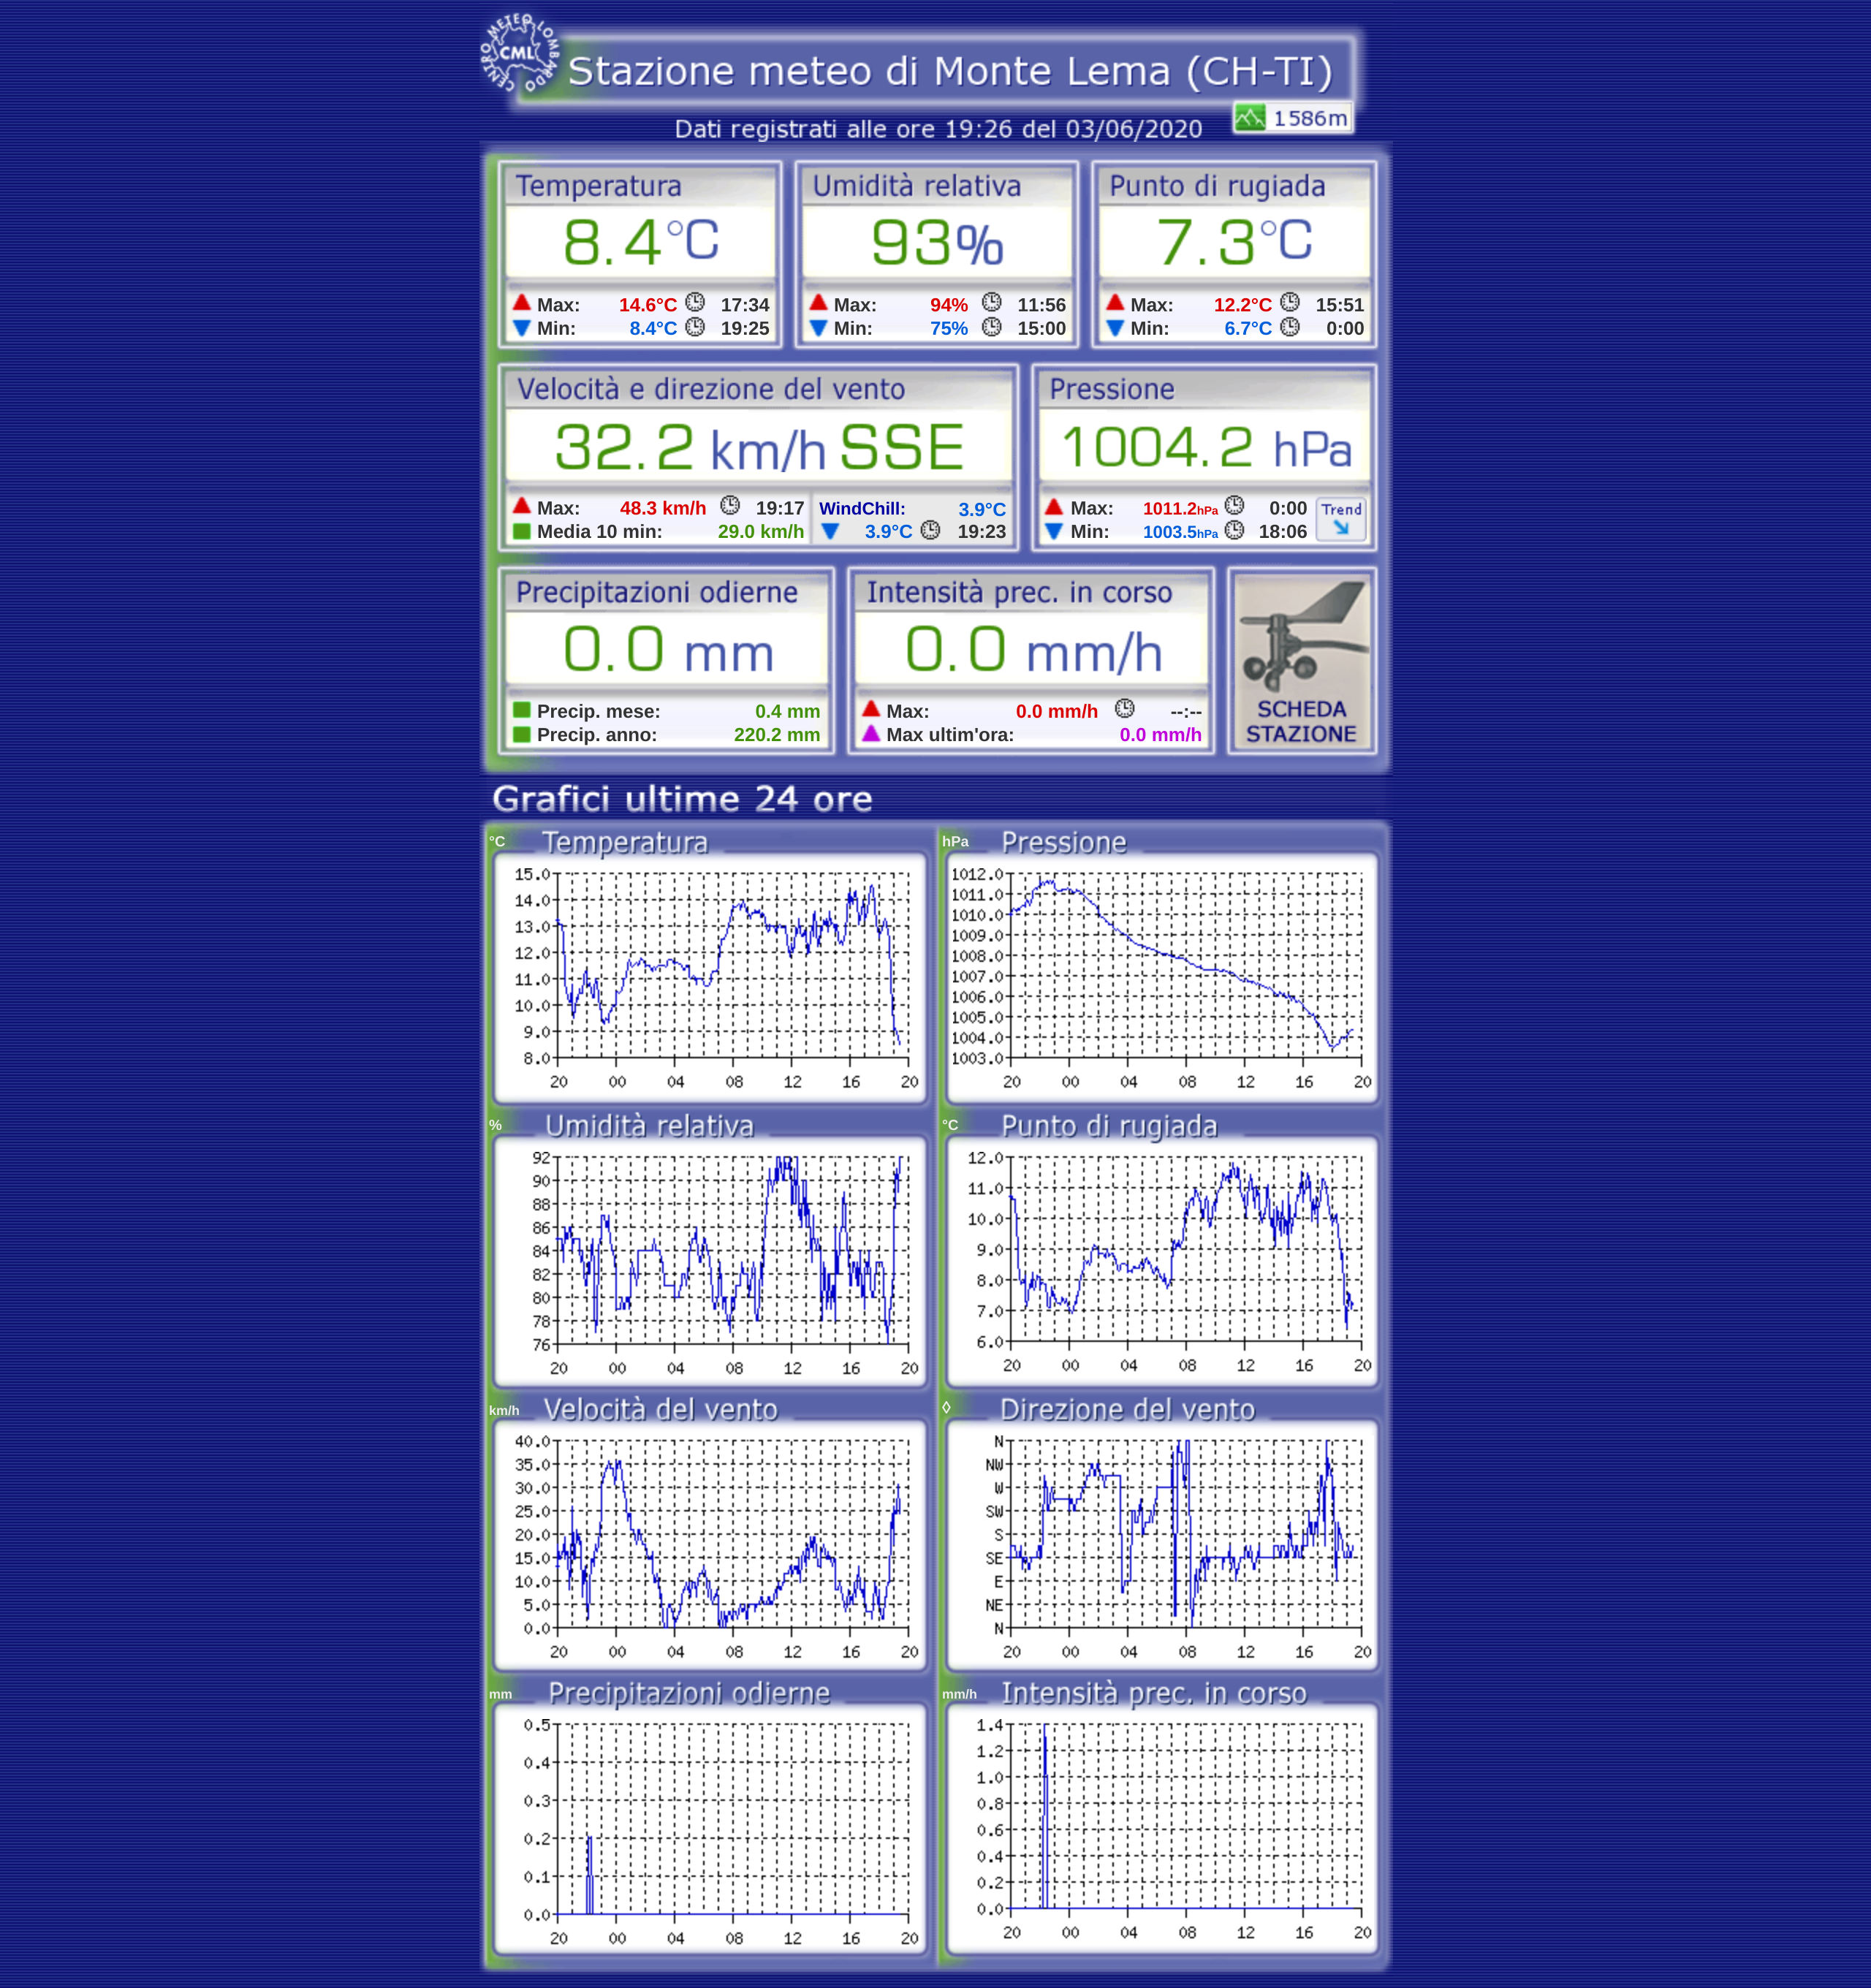 CENTRO METEO LOMBARDO
CML
Stazione meteo di Monte Lema (CH-TI)
1586m
Dati registrati alle ore 19:26 del 03/06/2020
Temperatura
8.4°C
Max: 14.6°C 17:34
Min: 8.4°C 19:25
Umidità relativa
93%
Max: 94% 11:56
Min: 75% 15:00
Punto di rugiada
7.3°C
Max: 12.2°C 15:51
Min: 6.7°C 0:00
Velocità e direzione del vento
32.2 km/h SSE
Max: 48.3 km/h 19:17
Media 10 min: 29.0 km/h
WindChill: 3.9°C
3.9°C 19:23
Pressione
1004.2 hPa
Max: 1011.2hPa 0:00
Min: 1003.5hPa 18:06
Trend
Precipitazioni odierne
0.0 mm
Precip. mese: 0.4 mm
Precip. anno: 220.2 mm
Intensità prec. in corso
0.0 mm/h
Max: 0.0 mm/h --:--
Max ultim'ora: 0.0 mm/h
SCHEDA
STAZIONE
Grafici ultime 24 ore
°C Temperatura
15.0
14.0
13.0
12.0
11.0
10.0
9.0
8.0
20 00 04 08 12 16 20
hPa Pressione
1012.0
1011.0
1010.0
1009.0
1008.0
1007.0
1006.0
1005.0
1004.0
1003.0
20 00 04 08 12 16 20
% Umidità relativa
92
90
88
86
84
82
80
78
76
20 00 04 08 12 16 20
°C Punto di rugiada
12.0
11.0
10.0
9.0
8.0
7.0
6.0
20 00 04 08 12 16 20
km/h Velocità del vento
40.0
35.0
30.0
25.0
20.0
15.0
10.0
5.0
0.0
20 00 04 08 12 16 20
◊ Direzione del vento
N
NW
W
SW
S
SE
E
NE
N
20 00 04 08 12 16 20
mm Precipitazioni odierne
0.5
0.4
0.3
0.2
0.1
0.0
20 00 04 08 12 16 20
mm/h Intensità prec. in corso
1.4
1.2
1.0
0.8
0.6
0.4
0.2
0.0
20 00 04 08 12 16 20